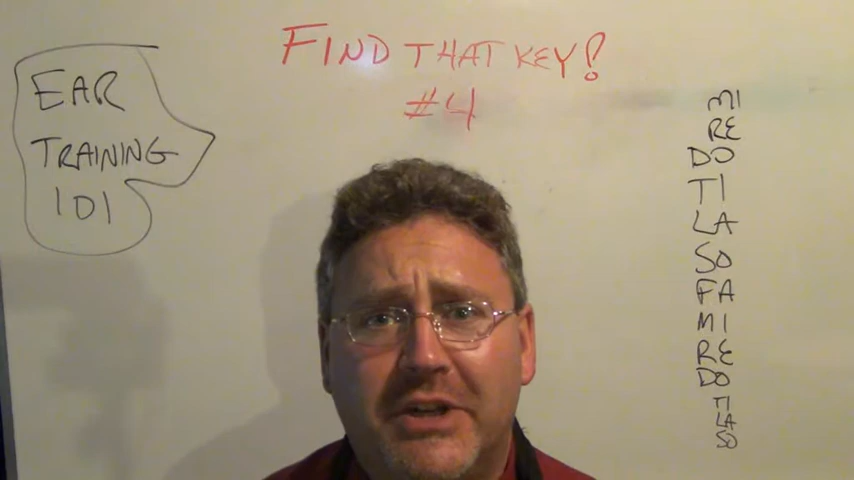 FIND THAT KEY!
#4
EAR
TRAINING
101
MI
RE
DO
TI
LA
SO
FA
MI
RE
DO
TI
LA
SO